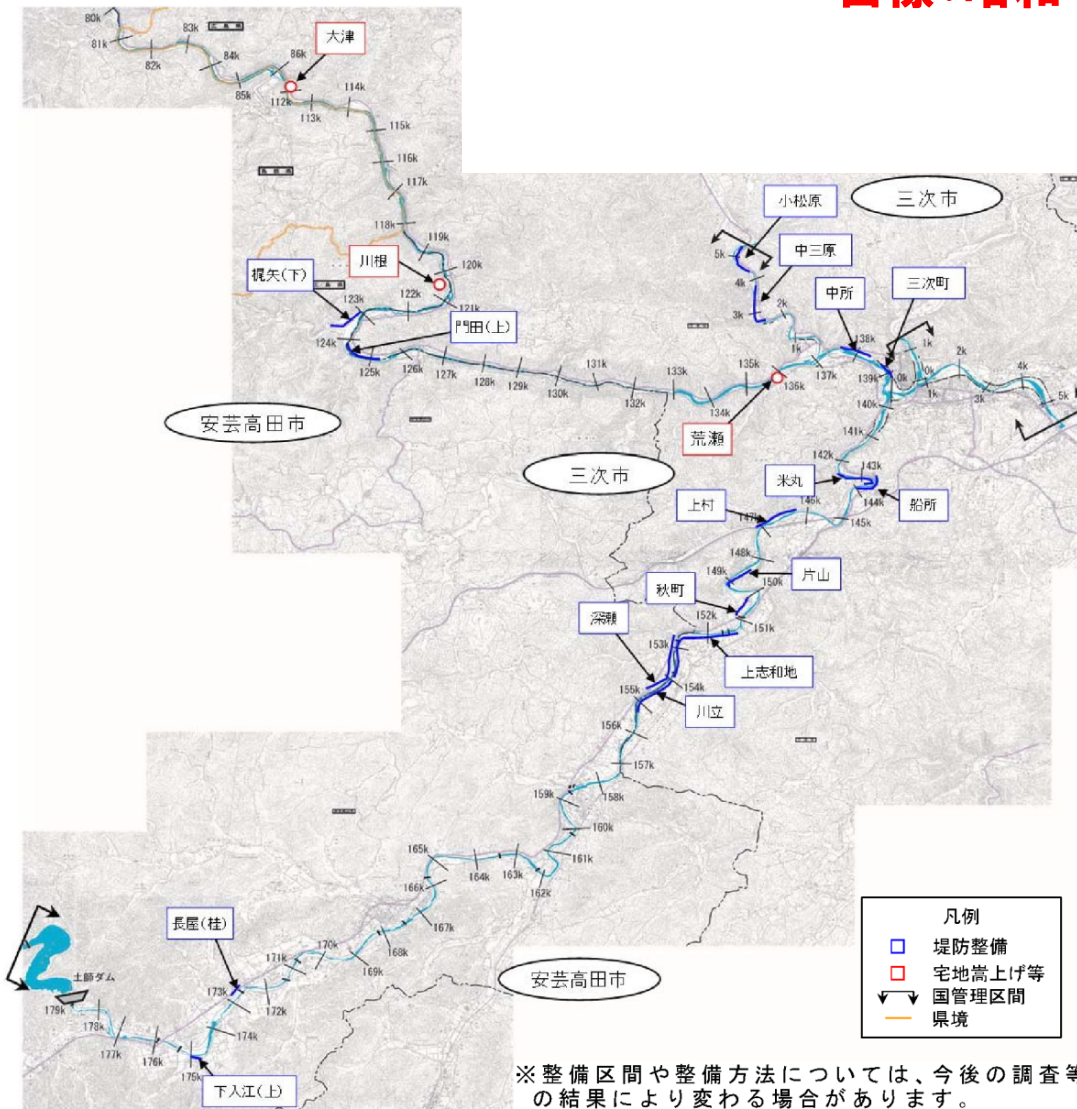 80k
81k
82k
83k
84k
85k
86k
大津
112k
113k
114k
115k
116k
117k
118k
119k
120k
121k
川根
梶矢(下)
122k
123k
124k
門田(上)
125k
126k
127k
128k
129k
130k
131k
132k
133k
134k
135k
136k
荒瀬
137k
138k
139k
安芸高田市
三次市
三次市
小松原
中三原
中所
三次町
5k
4k
3k
2k
1k
0k
1k
0k
1k
2k
3k
4k
5k
140k
141k
142k
143k
144k
145k
146k
147k
148k
149k
150k
151k
152k
153k
154k
155k
156k
157k
158k
159k
160k
161k
162k
163k
164k
165k
166k
167k
168k
169k
170k
171k
172k
173k
174k
175k
176k
177k
178k
179k
米丸
船所
上村
片山
秋町
深瀬
上志和地
川立
長屋(桂)
土師ダム
下入江(上)
安芸高田市
凡例
堤防整備
宅地嵩上げ等
国管理区間
県境
※整備区間や整備方法については、今後の調査等
の結果により変わる場合があります。